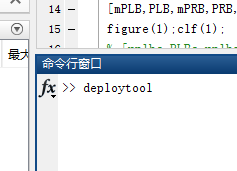 14 — [mPLB,PLB,mPRB,PRB,
15 — figure(1);clf(1);
最大
命令行窗口
fx >> deploytool